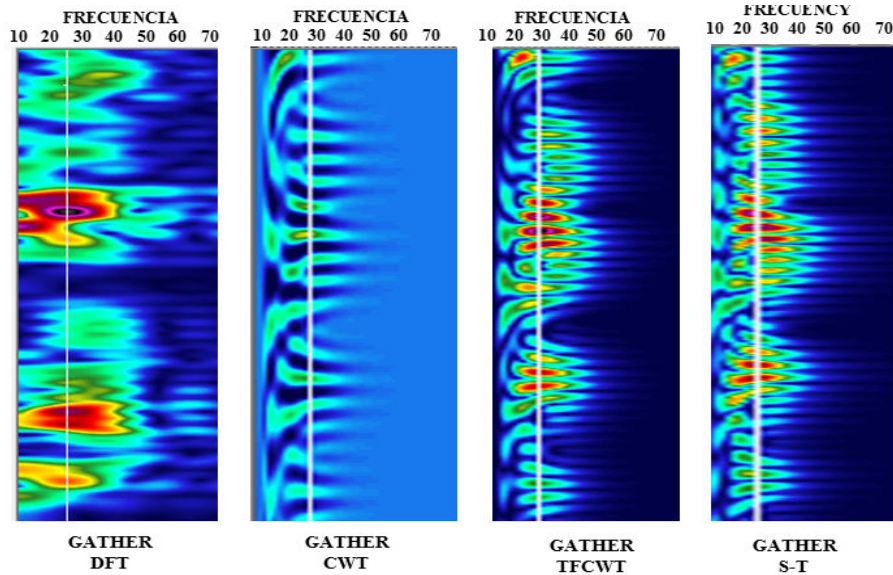 FRECUENCIA
10 20 30 40 50 60 70
FRECUENCIA
10 20 30 40 50 60 70
FRECUENCIA
10 20 30 40 50 60 70
FRECUENCY
10 20 30 40 50 60 70
GATHER
DFT
GATHER
CWT
GATHER
TFCWT
GATHER
S-T